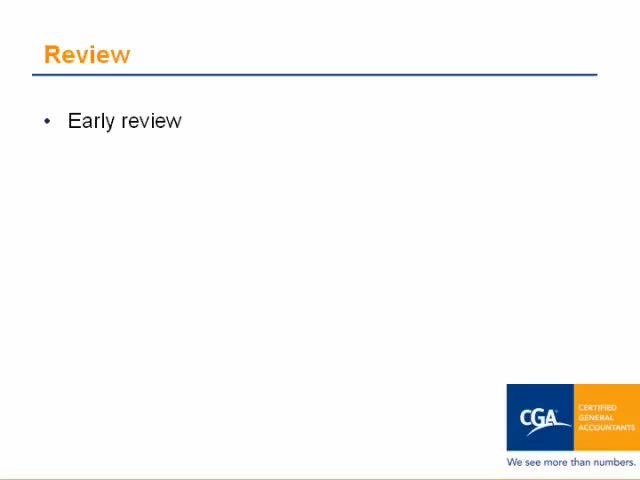 Review
• Early review
CGA
CERTIFIED
GENERAL
ACCOUNTANTS
We see more than numbers.